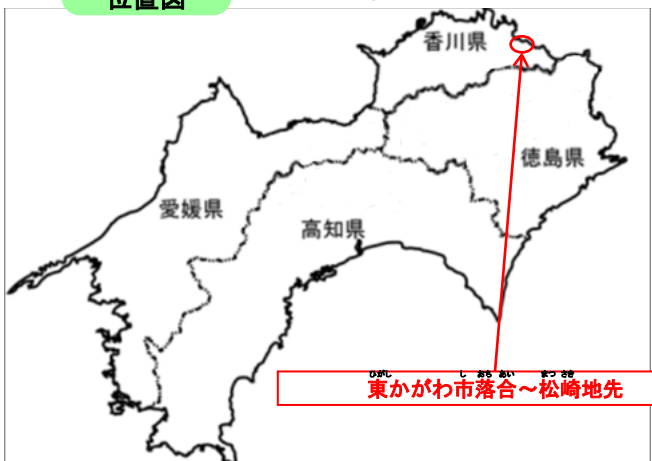 位置図
香川県
徳島県
愛媛県
高知県
ひがし し おち あい まつ さき
東かがわ市落合～松崎地先